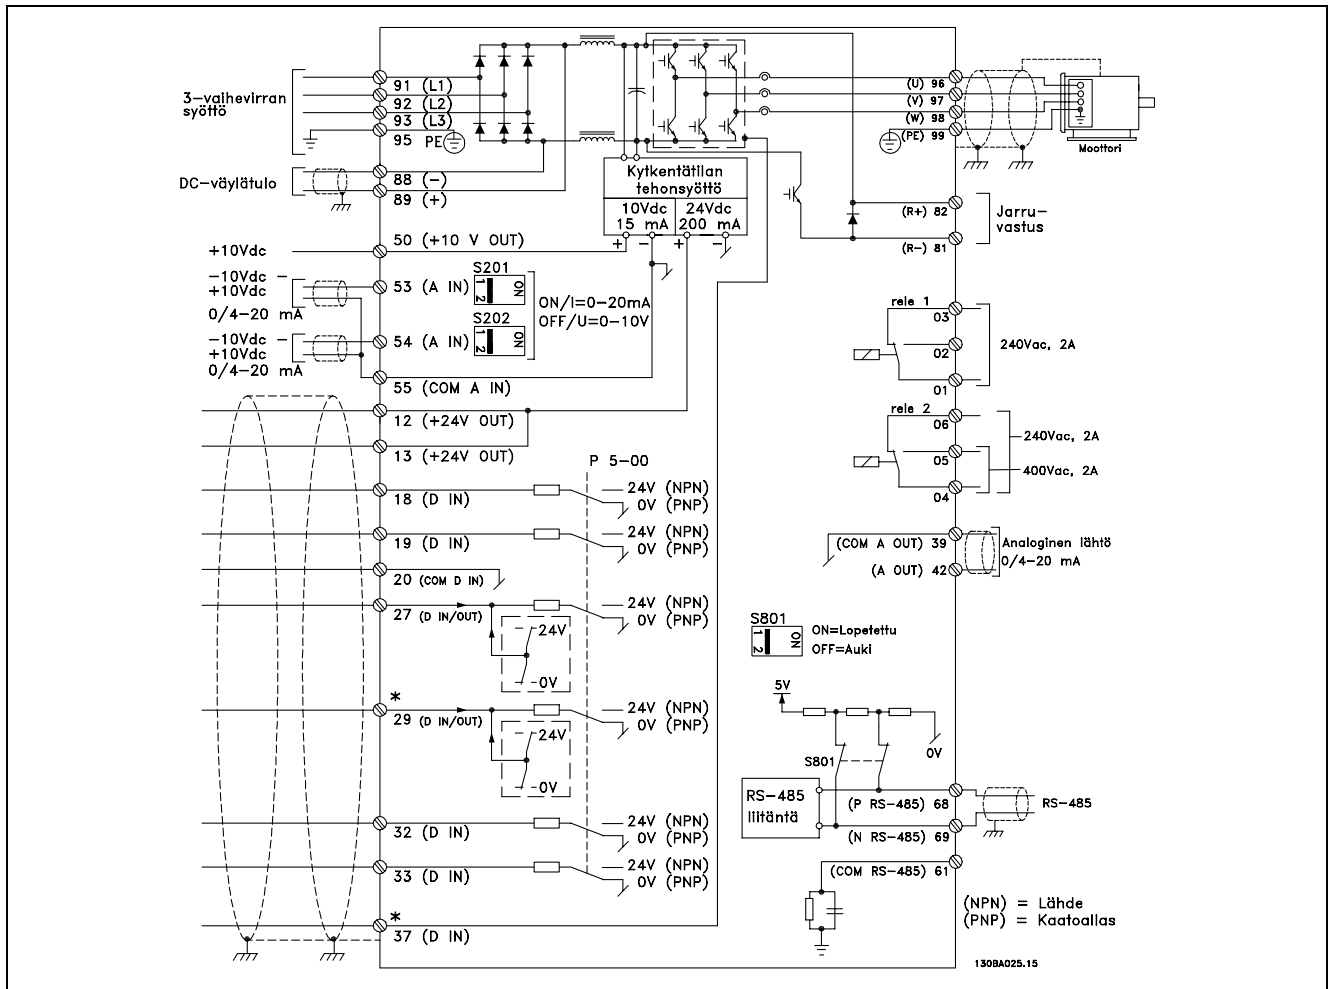 3-vaihevirran
syöttö
91 (L1)
92 (L2)
93 (L3)
95 PE
DC-väylätulo
88 (-)
89 (+)
+10Vdc
50 (+10 V OUT)
-10Vdc -
+10Vdc
0/4-20 mA
53 (A IN)
S201
1 2
ON
ON/I=0-20mA
OFF/U=0-10V
-10Vdc -
+10Vdc
0/4-20 mA
54 (A IN)
S202
1 2
ON
55 (COM A IN)
12 (+24V OUT)
13 (+24V OUT)
Kytkentätilan
tehonsyöttö
10Vdc
15 mA
24Vdc
200 mA
+ - + -
P 5-00
18 (D IN)
24V (NPN)
0V (PNP)
19 (D IN)
24V (NPN)
0V (PNP)
20 (COM D IN)
27 (D IN/OUT)
24V (NPN)
0V (PNP)
24V
0V
*
29 (D IN/OUT)
24V (NPN)
0V (PNP)
24V
0V
32 (D IN)
24V (NPN)
0V (PNP)
33 (D IN)
24V (NPN)
0V (PNP)
*
37 (D IN)
(U) 96
(V) 97
(W) 98
(PE) 99
Moottori
(R+) 82
(R-) 81
Jarru-
vastus
rele 1
03
02
01
240Vac, 2A
rele 2
06
05
04
240Vac, 2A
400Vac, 2A
(COM A OUT) 39
(A OUT) 42
Analoginen lähtö
0/4-20 mA
S801
1 2
ON
ON=Lopetettu
OFF=Auki
5V
0V
S801
RS-485
liitäntä
(P RS-485) 68
(N RS-485) 69
RS-485
(COM RS-485) 61
(NPN) = Lähde
(PNP) = Kaatoallas
130BA025.15